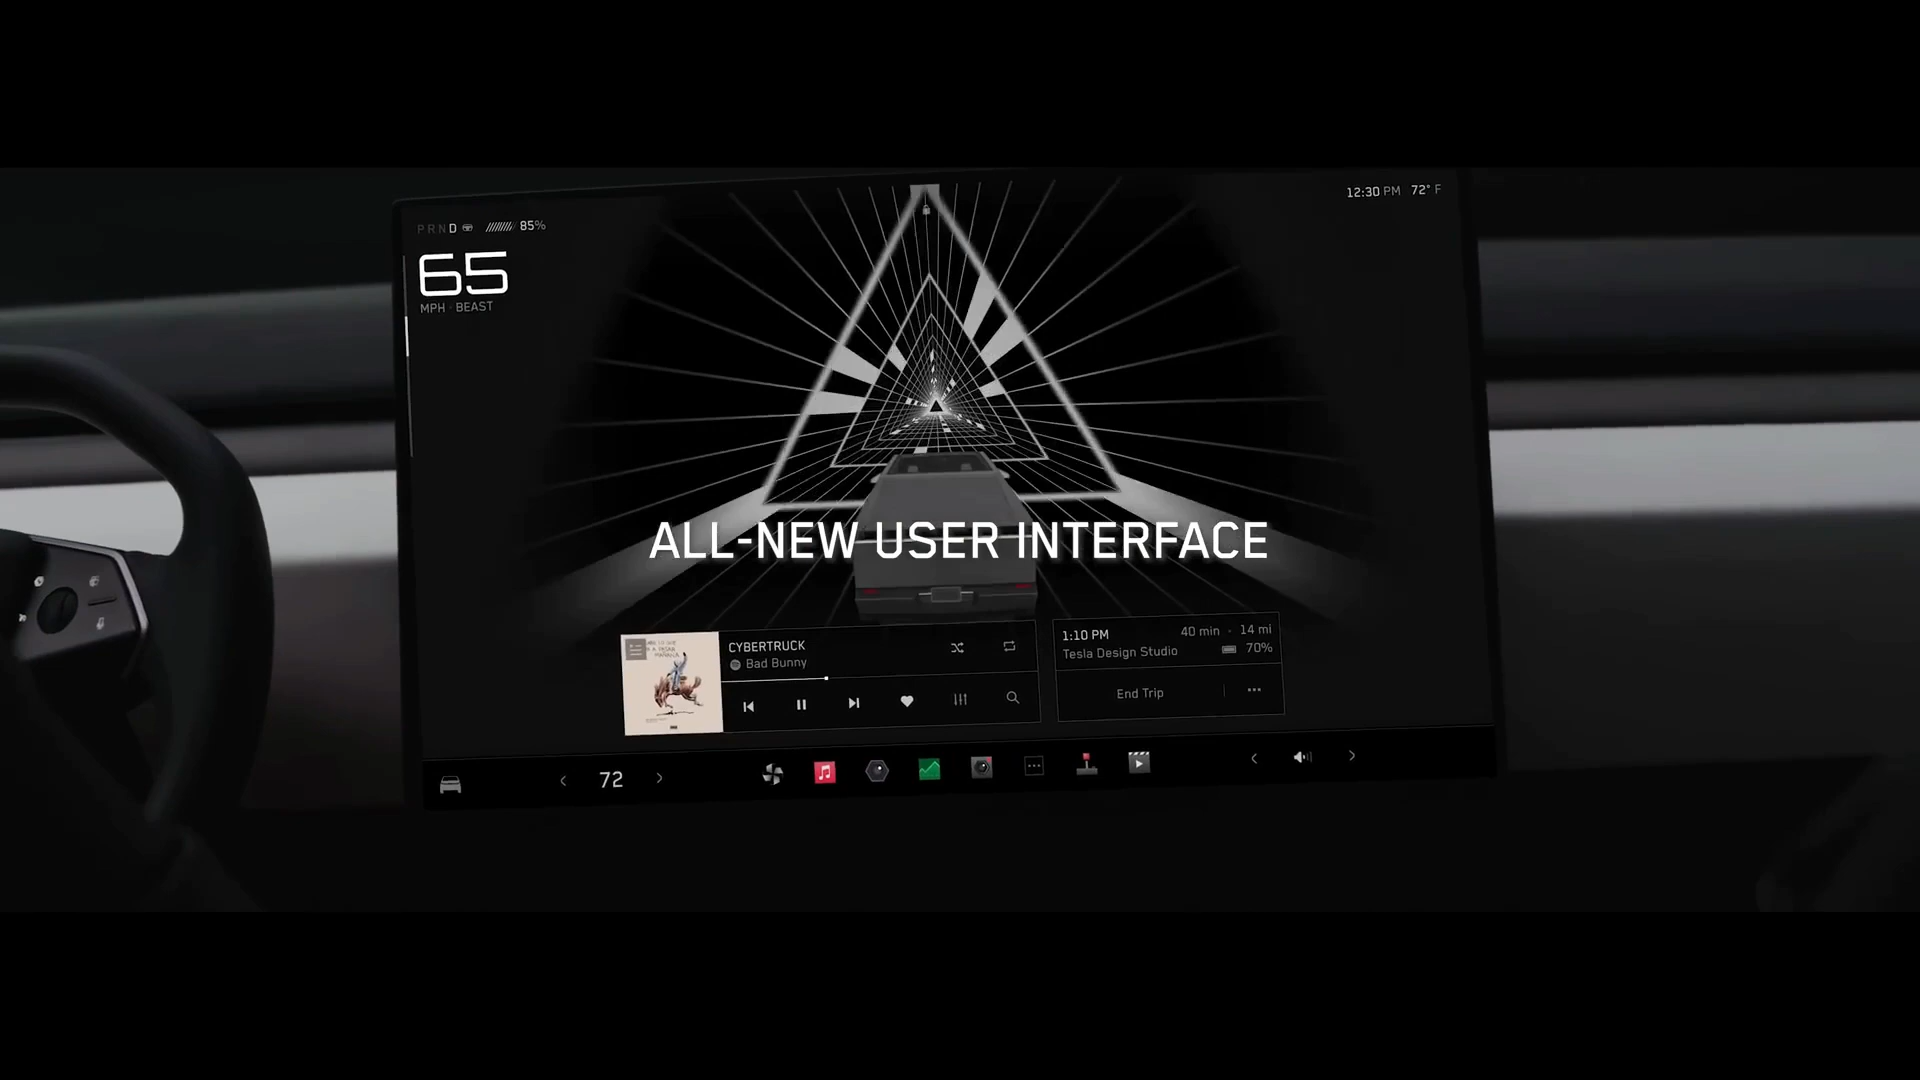 12:30 PM 72° F
PRND 85%
65
MPH · BEAST
ALL-NEW USER INTERFACE
CYBERTRUCK
Bad Bunny
1:10 PM 40 min · 14 mi
Tesla Design Studio 70%
End Trip
72